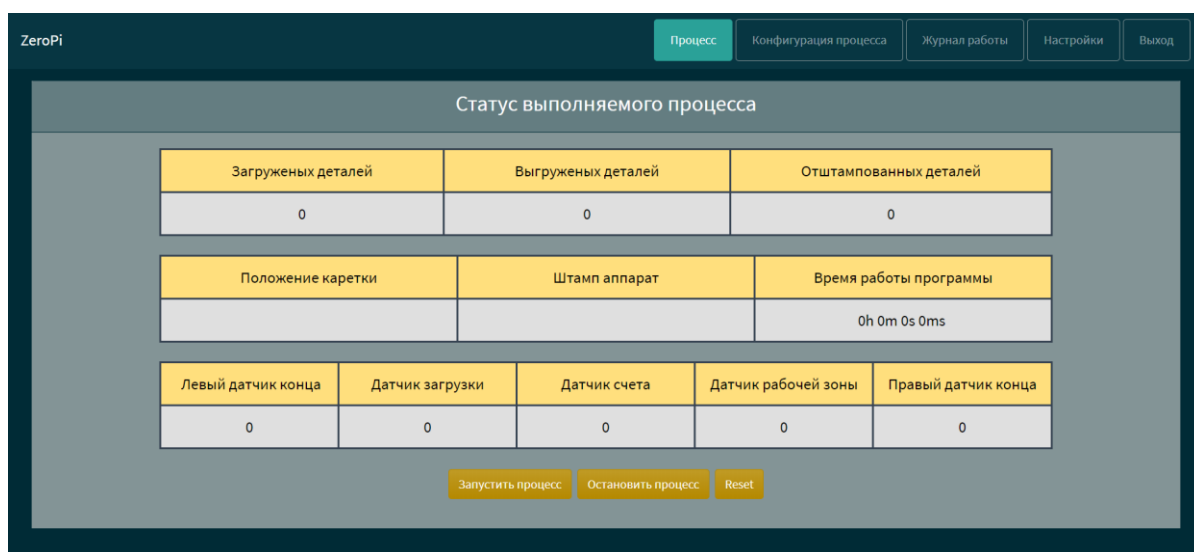 ZeroPi Процесс Конфигурация процесса Журнал работы Настройки Выход
Статус выполняемого процесса
Загруженых деталей Выгруженых деталей Отштампованных деталей
0 0 0
Положение каретки Штамп аппарат Время работы программы
0h 0m 0s 0ms
Левый датчик конца Датчик загрузки Датчик счета Датчик рабочей зоны Правый датчик конца
0 0 0 0 0
Запустить процесс Остановить процесс Reset